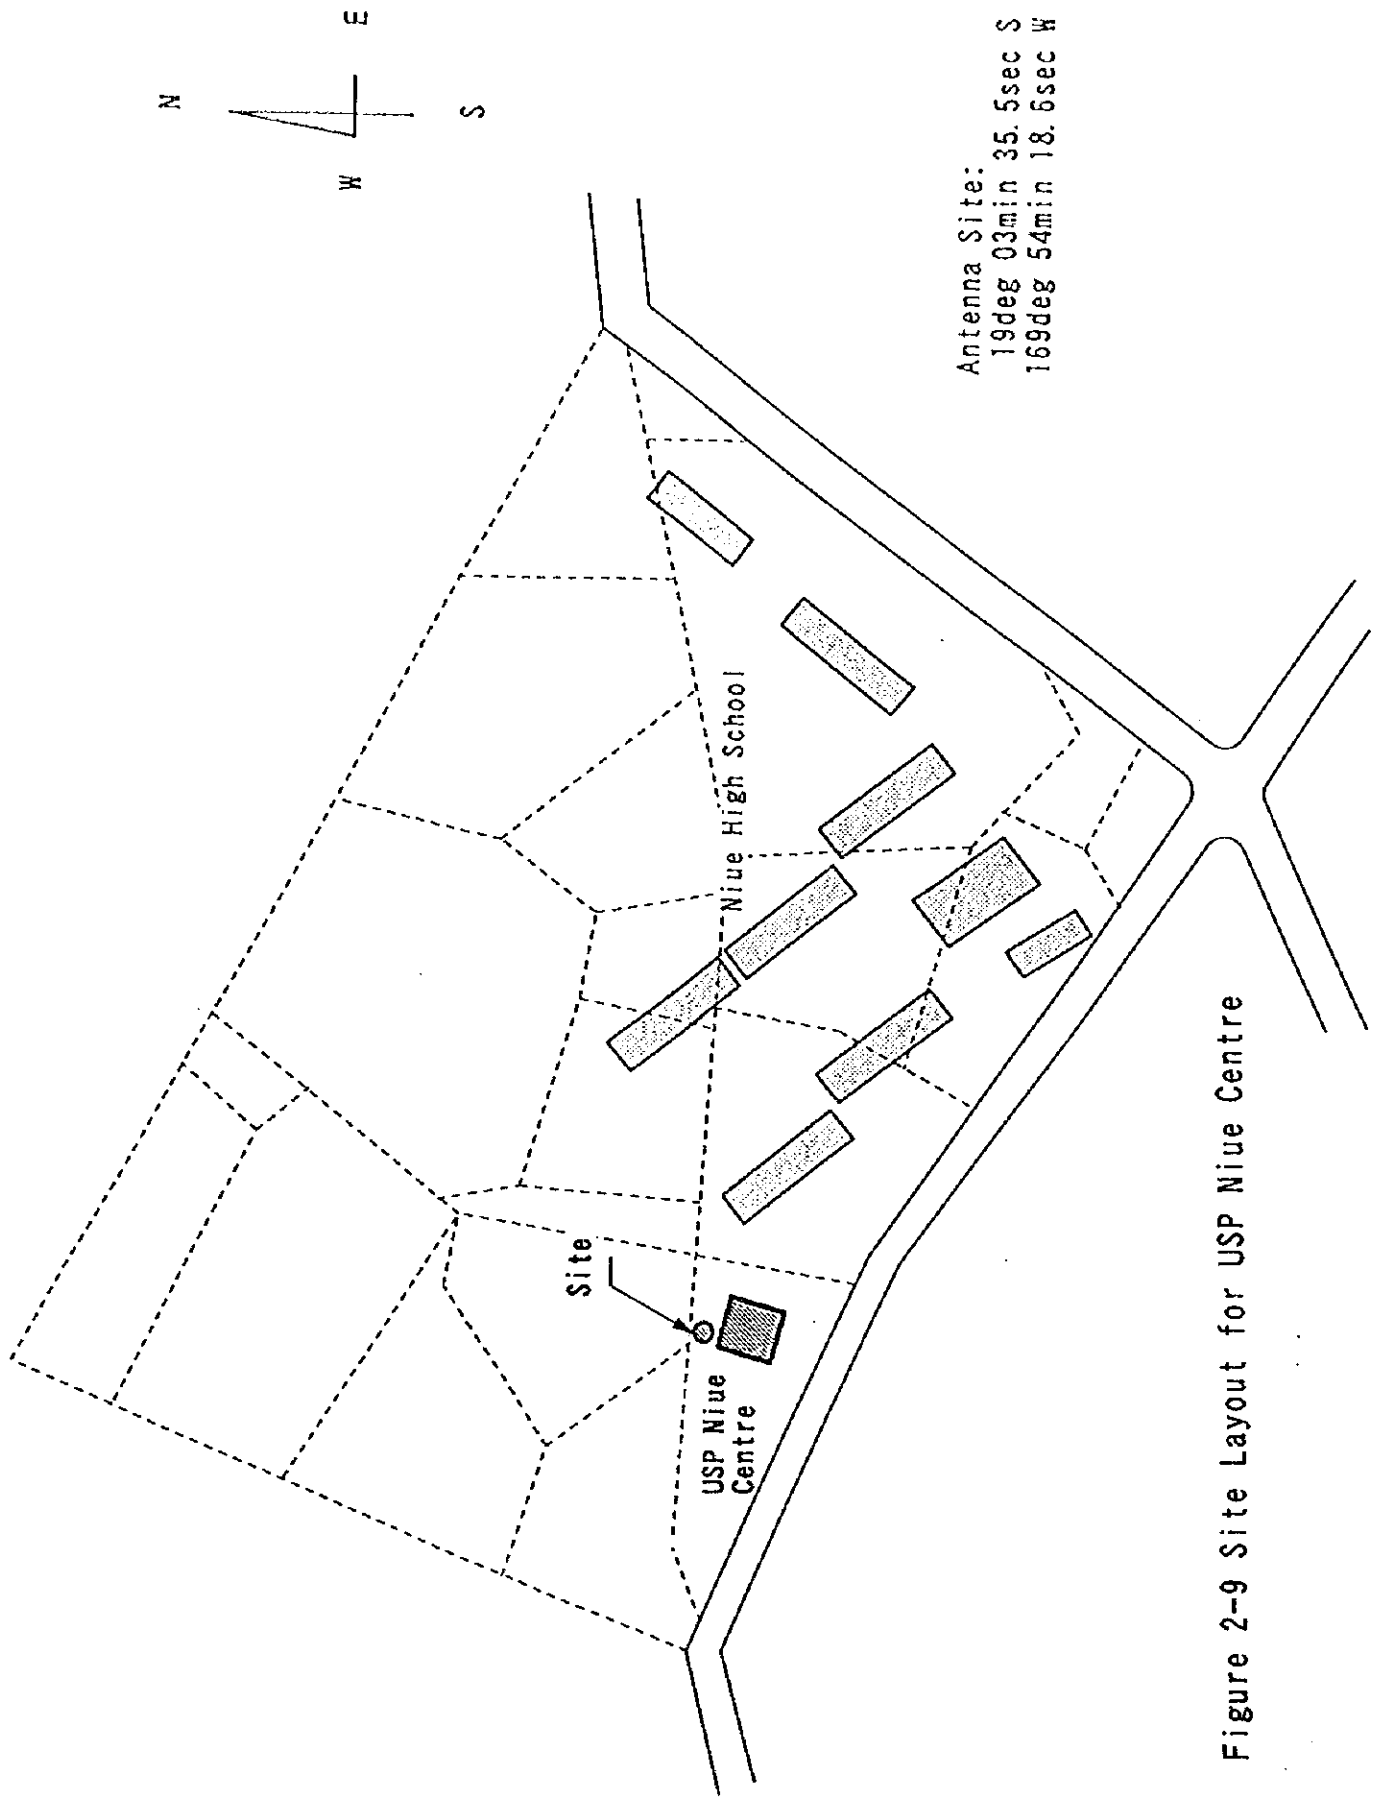 N
W
E
S
Niue High School
Site
USP Niue
Centre
Antenna Site:
19deg 03min 35.5sec S
169deg 54min 18.6sec W
Figure 2-9 Site Layout for USP Niue Centre